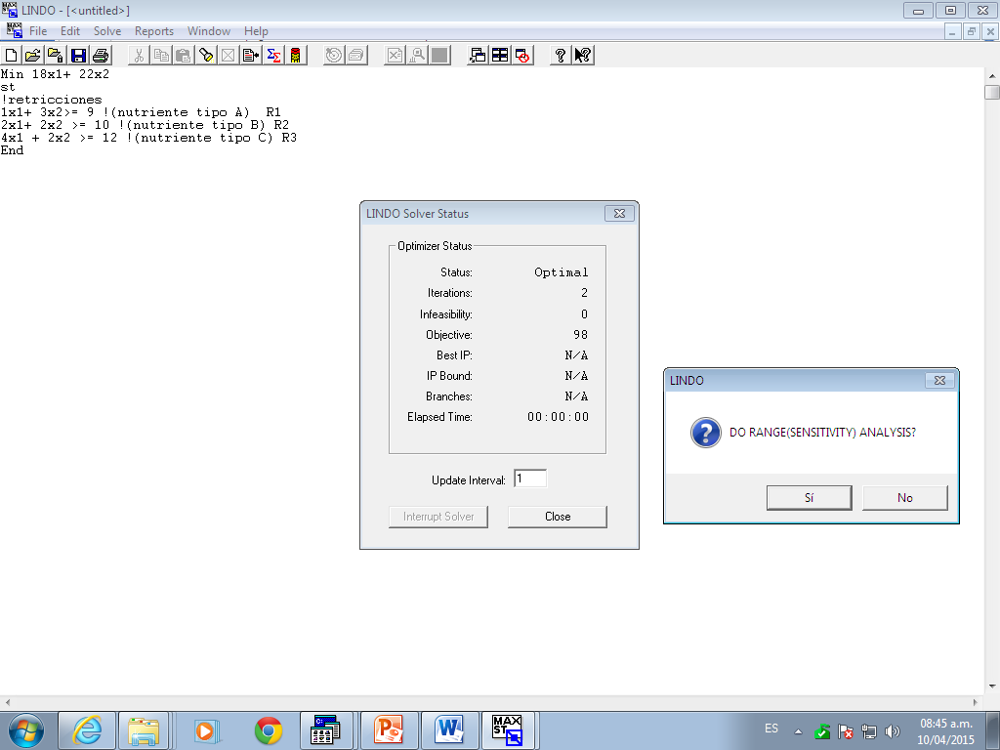 LINDO - [<untitled>]
File Edit Solve Reports Window Help
Min 18x1+ 22x2
st
!retricciones
1x1+ 3x2>= 9 !(nutriente tipo A)  R1
2x1+ 2x2 >= 10 !(nutriente tipo B) R2
4x1 + 2x2 >= 12 !(nutriente tipo C) R3
End
LINDO Solver Status
Optimizer Status
Status: Optimal
Iterations: 2
Infeasibility: 0
Objective: 98
Best IP: N/A
IP Bound: N/A
Branches: N/A
Elapsed Time: 00:00:00
Update Interval: 1
Interrupt Solver Close
LINDO
DO RANGE(SENSITIVITY) ANALYSIS?
Sí No
MAX
ST
ES
08:45 a.m.
10/04/2015